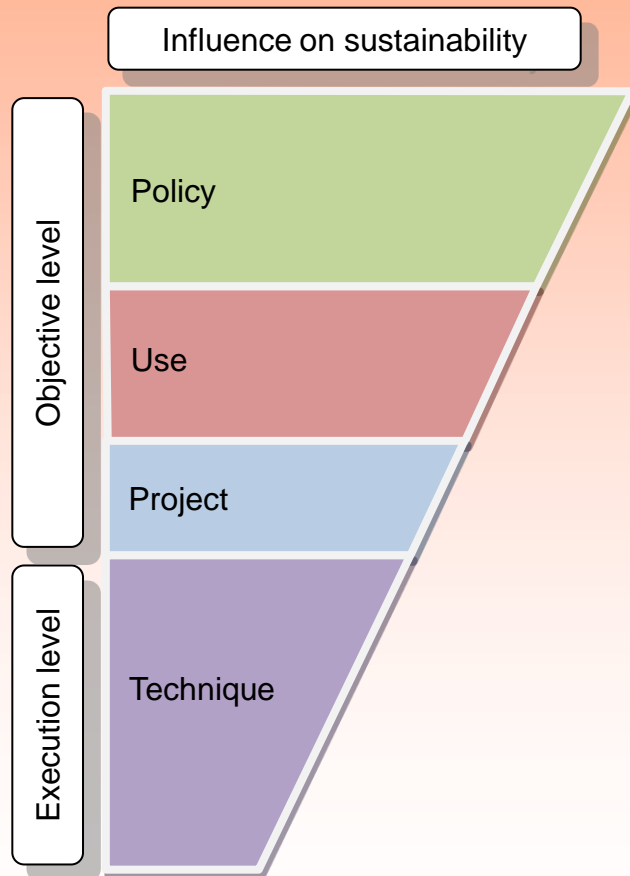 Influence on sustainability
Objective level
Policy
Use
Project
Execution level
Technique